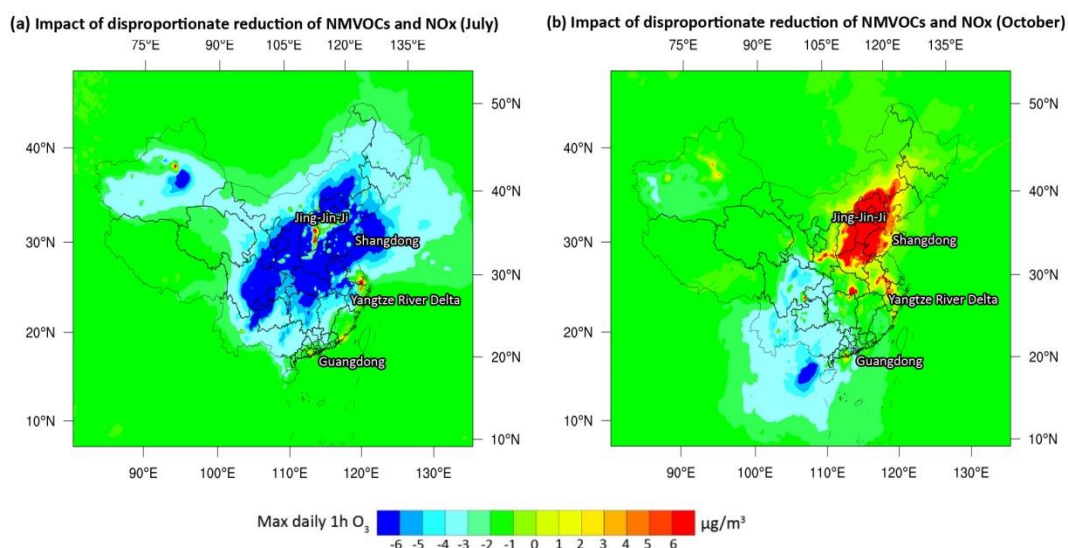 (a) Impact of disproportionate reduction of NMVOCs and NOx (July)
75°E 90°E 105°E 120°E 135°E
50°N
40°N
40°N
Jing-Jin-Ji
30°N
Shangdong
30°N
Yangtze River Delta
20°N
Guangdong
20°N
10°N
10°N
90°E 100°E 110°E 120°E 130°E
(b) Impact of disproportionate reduction of NMVOCs and NOx (October)
75°E 90°E 105°E 120°E 135°E
50°N
40°N
40°N
Jing-Jin-Ji
30°N
Shangdong
30°N
Yangtze River Delta
20°N
Guangdong
20°N
10°N
10°N
90°E 100°E 110°E 120°E 130°E
Max daily 1h O₃ µg/m³
-6 -5 -4 -3 -2 -1 0 1 2 3 4 5 6